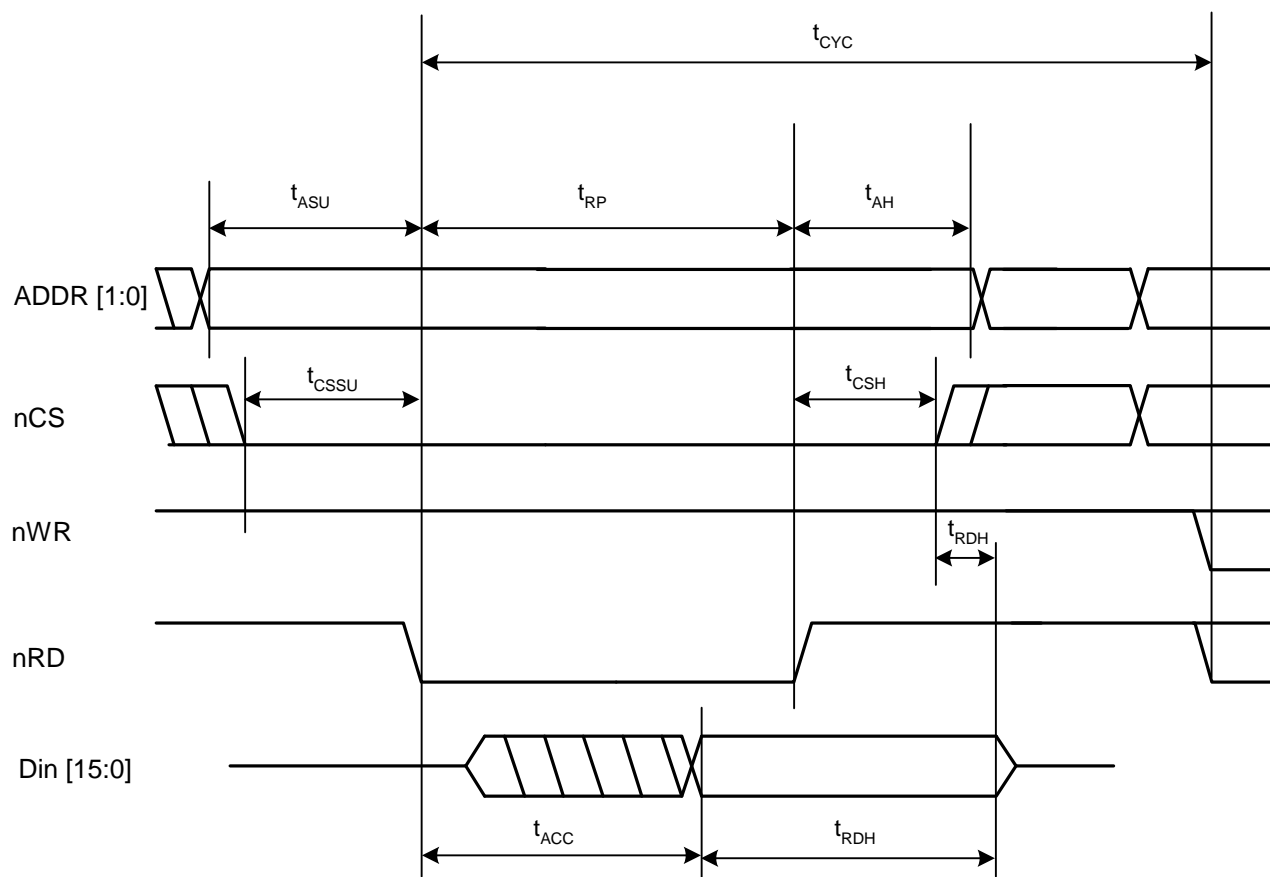 tCYC
tASU
tRP
tAH
ADDR [1:0]
tCSSU
tCSH
nCS
nWR
tRDH
nRD
Din [15:0]
tACC
tRDH